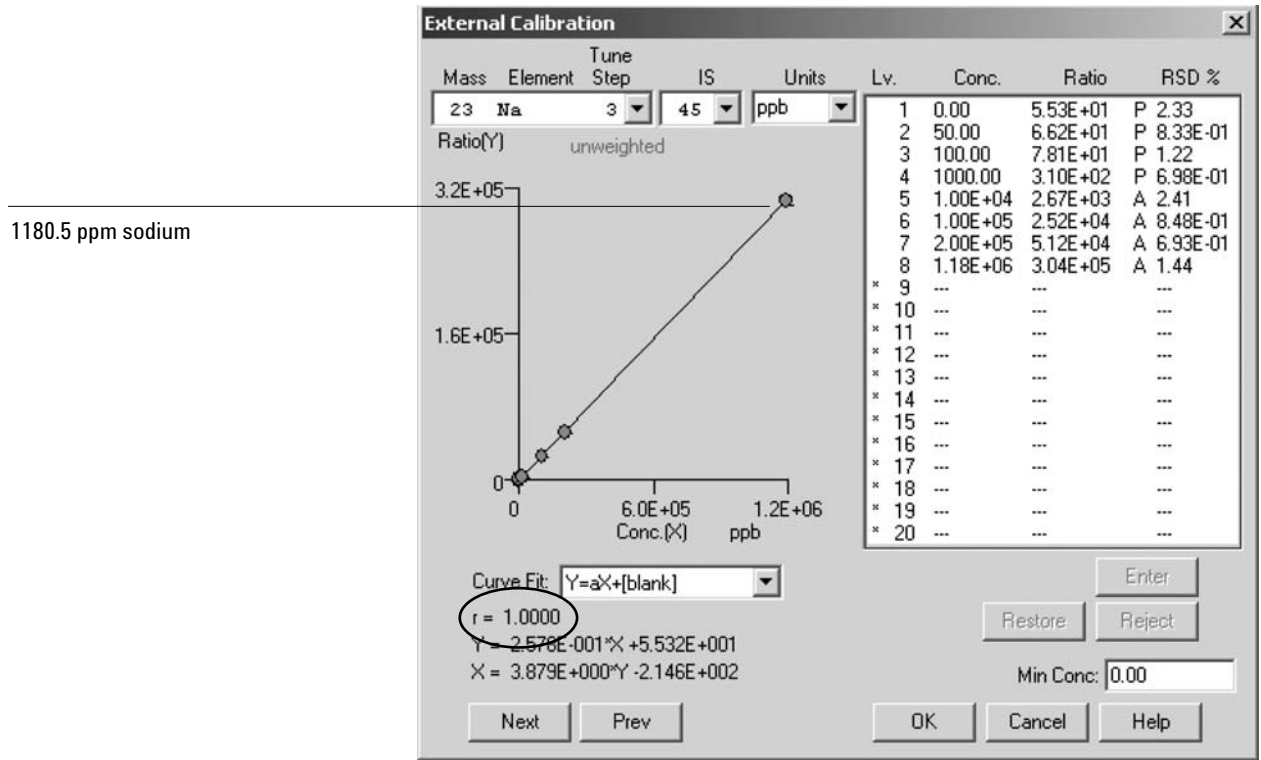 External Calibration
Tune
Mass Element Step IS Units
23 Na 3 45 ppb
Ratio(Y) unweighted
3.2E+05
1180.5 ppm sodium
1.6E+05
0
0 6.0E+05 1.2E+06
Conc.(X) ppb
Lv. Conc. Ratio RSD %
1 0.00 5.53E+01 P 2.33
2 50.00 6.62E+01 P 8.33E-01
3 100.00 7.81E+01 P 1.22
4 1000.00 3.10E+02 P 6.98E-01
5 1.00E+04 2.67E+03 A 2.41
6 1.00E+05 2.52E+04 A 8.48E-01
7 2.00E+05 5.12E+04 A 6.93E-01
8 1.18E+06 3.04E+05 A 1.44
* 9 --- --- ---
* 10 --- --- ---
* 11 --- --- ---
* 12 --- --- ---
* 13 --- --- ---
* 14 --- --- ---
* 15 --- --- ---
* 16 --- --- ---
* 17 --- --- ---
* 18 --- --- ---
* 19 --- --- ---
* 20 --- --- ---
Curve Fit: Y=aX+[blank]
r = 1.0000
Y = 2.578E-001*X +5.532E+001
X = 3.879E+000*Y -2.146E+002
Next Prev
Enter
Restore Reject
Min Conc: 0.00
OK Cancel Help